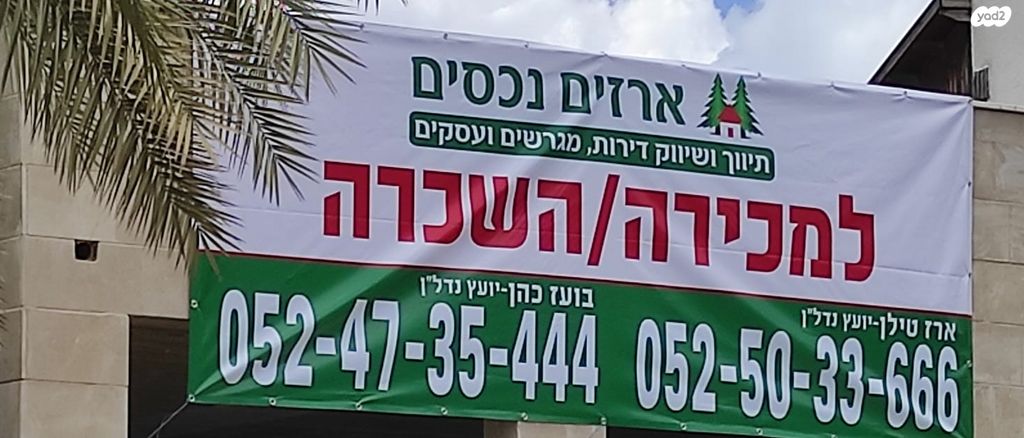 yad2
ארזים נכסים
תיווך ושיווק דירות, מגרשים ועסקים
למכירה/השכרה
ארז טילן-יועץ נדל"ן
052-50-33-666
בועז כהן-יועץ נדל"ן
052-47-35-444